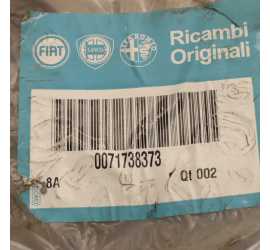 FIAT
LANCIA
ALFA ROMEO
Ricambi
Originali
0071738373
8A
Qt 002